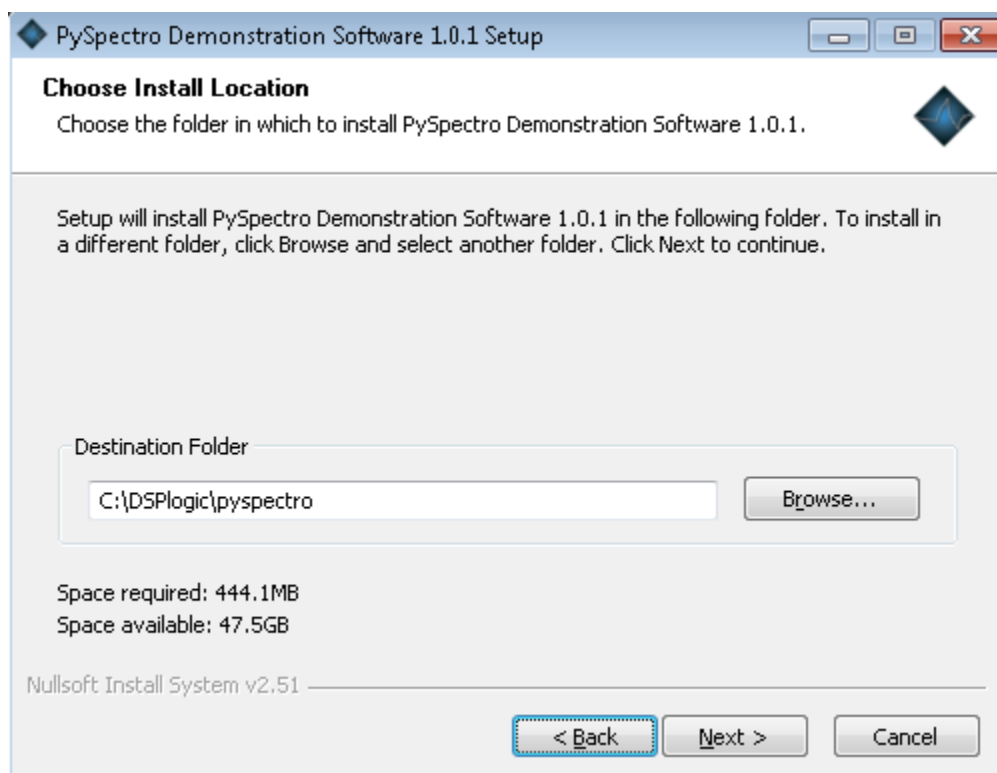 PySpectro Demonstration Software 1.0.1 Setup
Choose Install Location
Choose the folder in which to install PySpectro Demonstration Software 1.0.1.
Setup will install PySpectro Demonstration Software 1.0.1 in the following folder. To install in
a different folder, click Browse and select another folder. Click Next to continue.
Destination Folder
C:\DSPlogic\pyspectro
Browse...
Space required: 444.1MB
Space available: 47.5GB
Nullsoft Install System v2.51
< Back
Next >
Cancel